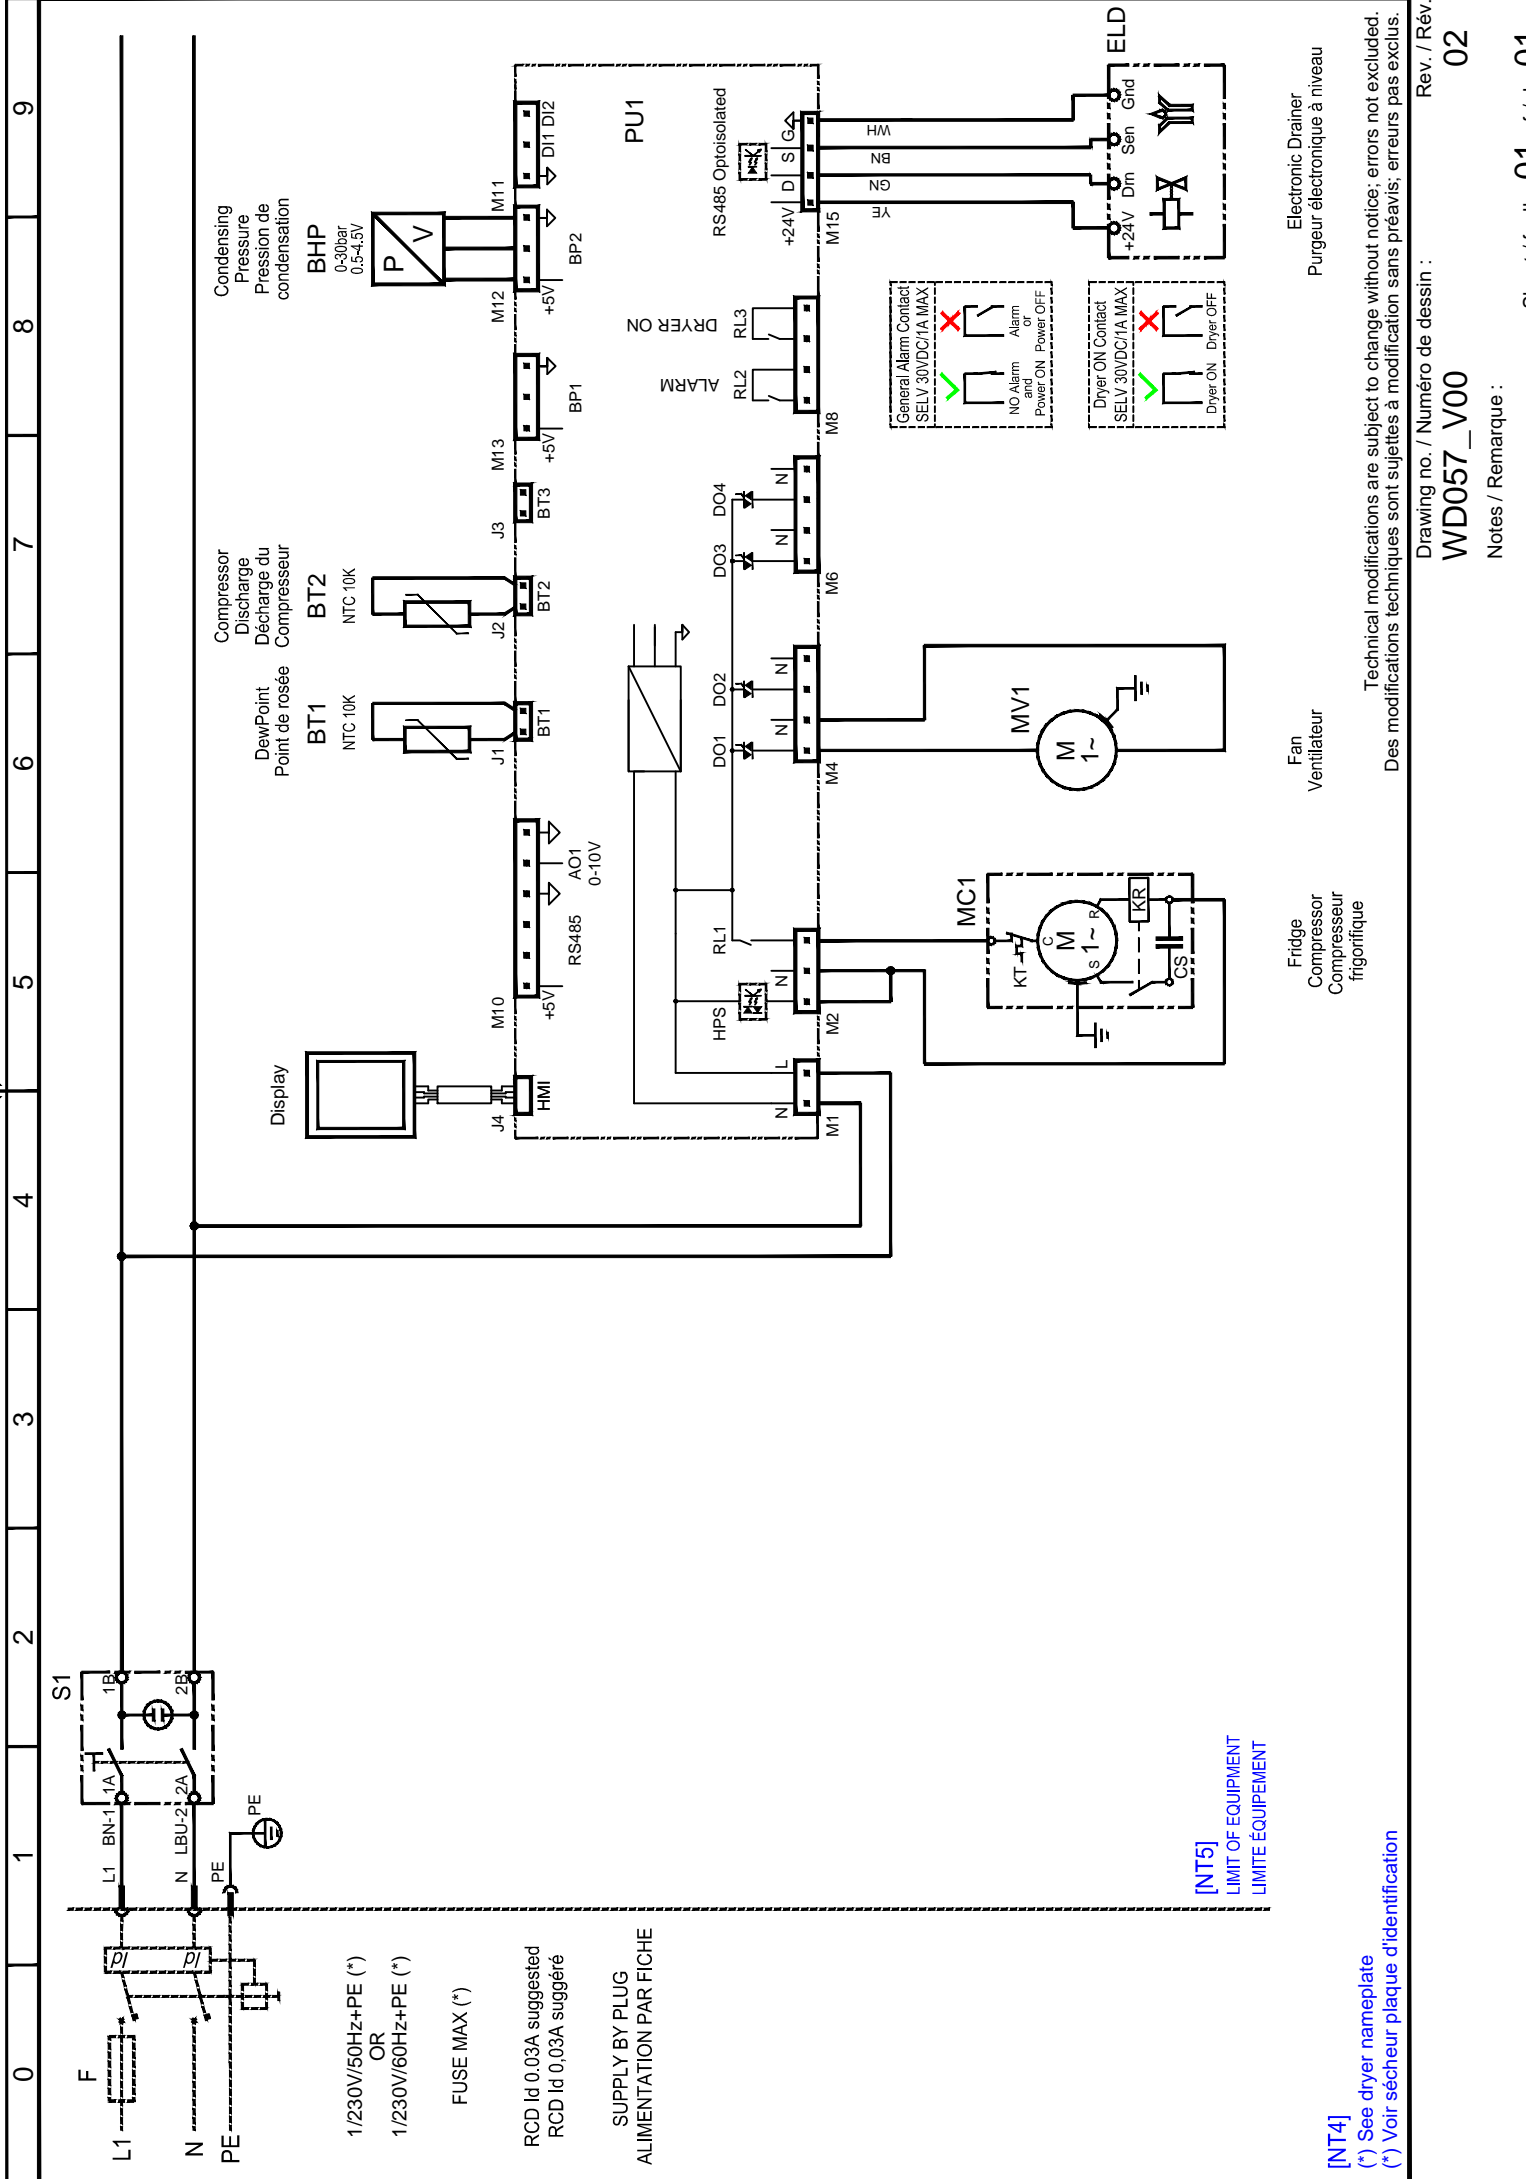 0 1 2 3 4 5 6 7 8 9
F
L1
N
PE
Id
Id
1/230V/50Hz+PE (*)
OR
1/230V/60Hz+PE (*)
FUSE MAX (*)
RCD Id 0.03A suggested
RCD Id 0,03A suggéré
SUPPLY BY PLUG
ALIMENTATION PAR FICHE
L1 BN-1 1A
N LBU-2 2A
PE
PE
S1
1B
2B
[NT5]
LIMIT OF EQUIPMENT
LIMITE ÉQUIPEMENT
Display
J4
HMI
M10
+5V
RS485
AO1
0-10V
DewPoint
Point de rosée
BT1
NTC 10K
J1
BT1
Compressor
Discharge
Décharge du
Compresseur
BT2
NTC 10K
J2
BT2
J3
BT3
M13
+5V
BP1
Condensing
Pressure
Pression de
condensation
BHP
0-30bar
0.5-4.5V
P
V
M12
+5V
BP2
M11
DI1 DI2
PU1
N
L
M1
HPS
N
RL1
M2
DO1
N
DO2
N
M4
DO3
N
DO4
N
M6
ALARM
DRYER ON
RL2
RL3
M8
RS485 Optoisolated
+24V
D
S
G
M15
YE
GN
BN
WH
MC1
KT
C
M
1~
S
R
KR
CS
Fridge
Compressor
Compresseur
frigorifique
MV1
M
1~
Fan
Ventilateur
General Alarm Contact
SELV 30VDC/1A MAX
NO Alarm
and
Power ON
Alarm
or
Power OFF
Dryer ON Contact
SELV 30VDC/1A MAX
Dryer ON
Dryer OFF
ELD
+24V
Drn
Sen
Gnd
Electronic Drainer
Purgeur électronique à niveau
[NT4]
(*) See dryer nameplate
(*) Voir sécheur plaque d'identification
Technical modifications are subject to change without notice; errors not excluded.
Des modifications techniques sont sujettes à modification sans préavis; erreurs pas exclus.
Drawing no. / Numéro de dessin :
Rev. / Rév.
WD057_V00
02
Notes / Remarque :